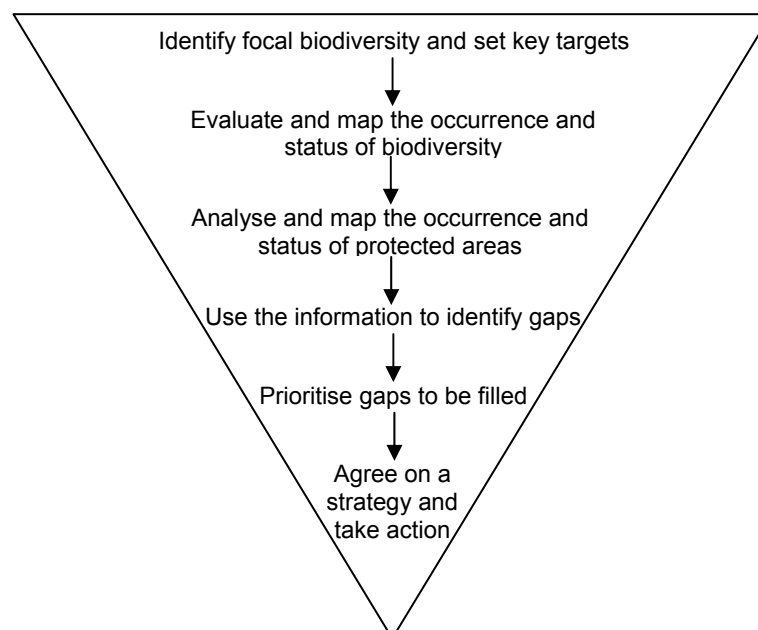 Identify focal biodiversity and set key targets
Evaluate and map the occurrence and
status of biodiversity
Analyse and map the occurrence and
status of protected areas
Use the information to identify gaps
Prioritise gaps to be filled
Agree on a
strategy and
take action